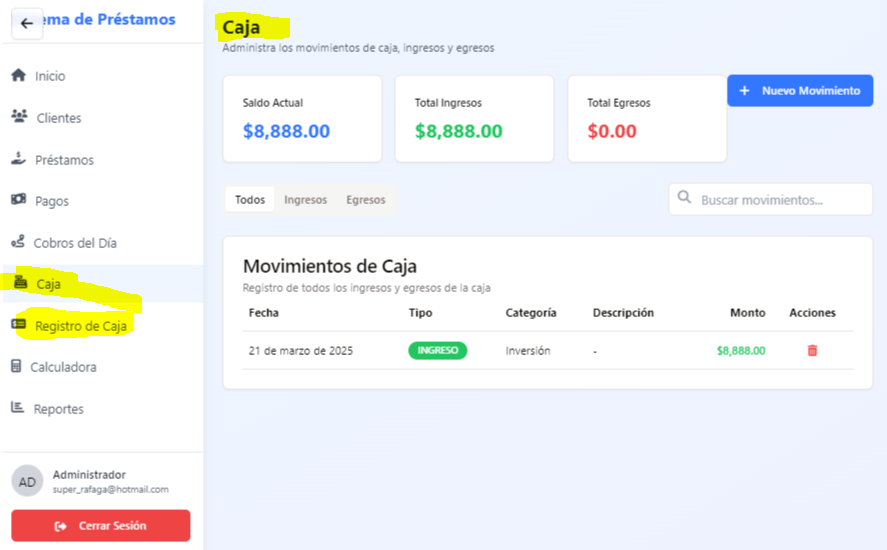 ema de Préstamos
Inicio
Clientes
Préstamos
Pagos
Cobros del Día
Caja
Registro de Caja
Calculadora
Reportes
AD
Administrador
super_rafaga@hotmail.com
Cerrar Sesión
Caja
Administra los movimientos de caja, ingresos y egresos
Saldo Actual
$8,888.00
Total Ingresos
$8,888.00
Total Egresos
$0.00
+ Nuevo Movimiento
Todos Ingresos Egresos
Buscar movimientos...
Movimientos de Caja
Registro de todos los ingresos y egresos de la caja
Fecha Tipo Categoría Descripción Monto Acciones
21 de marzo de 2025 INGRESO Inversión - $8,888.00